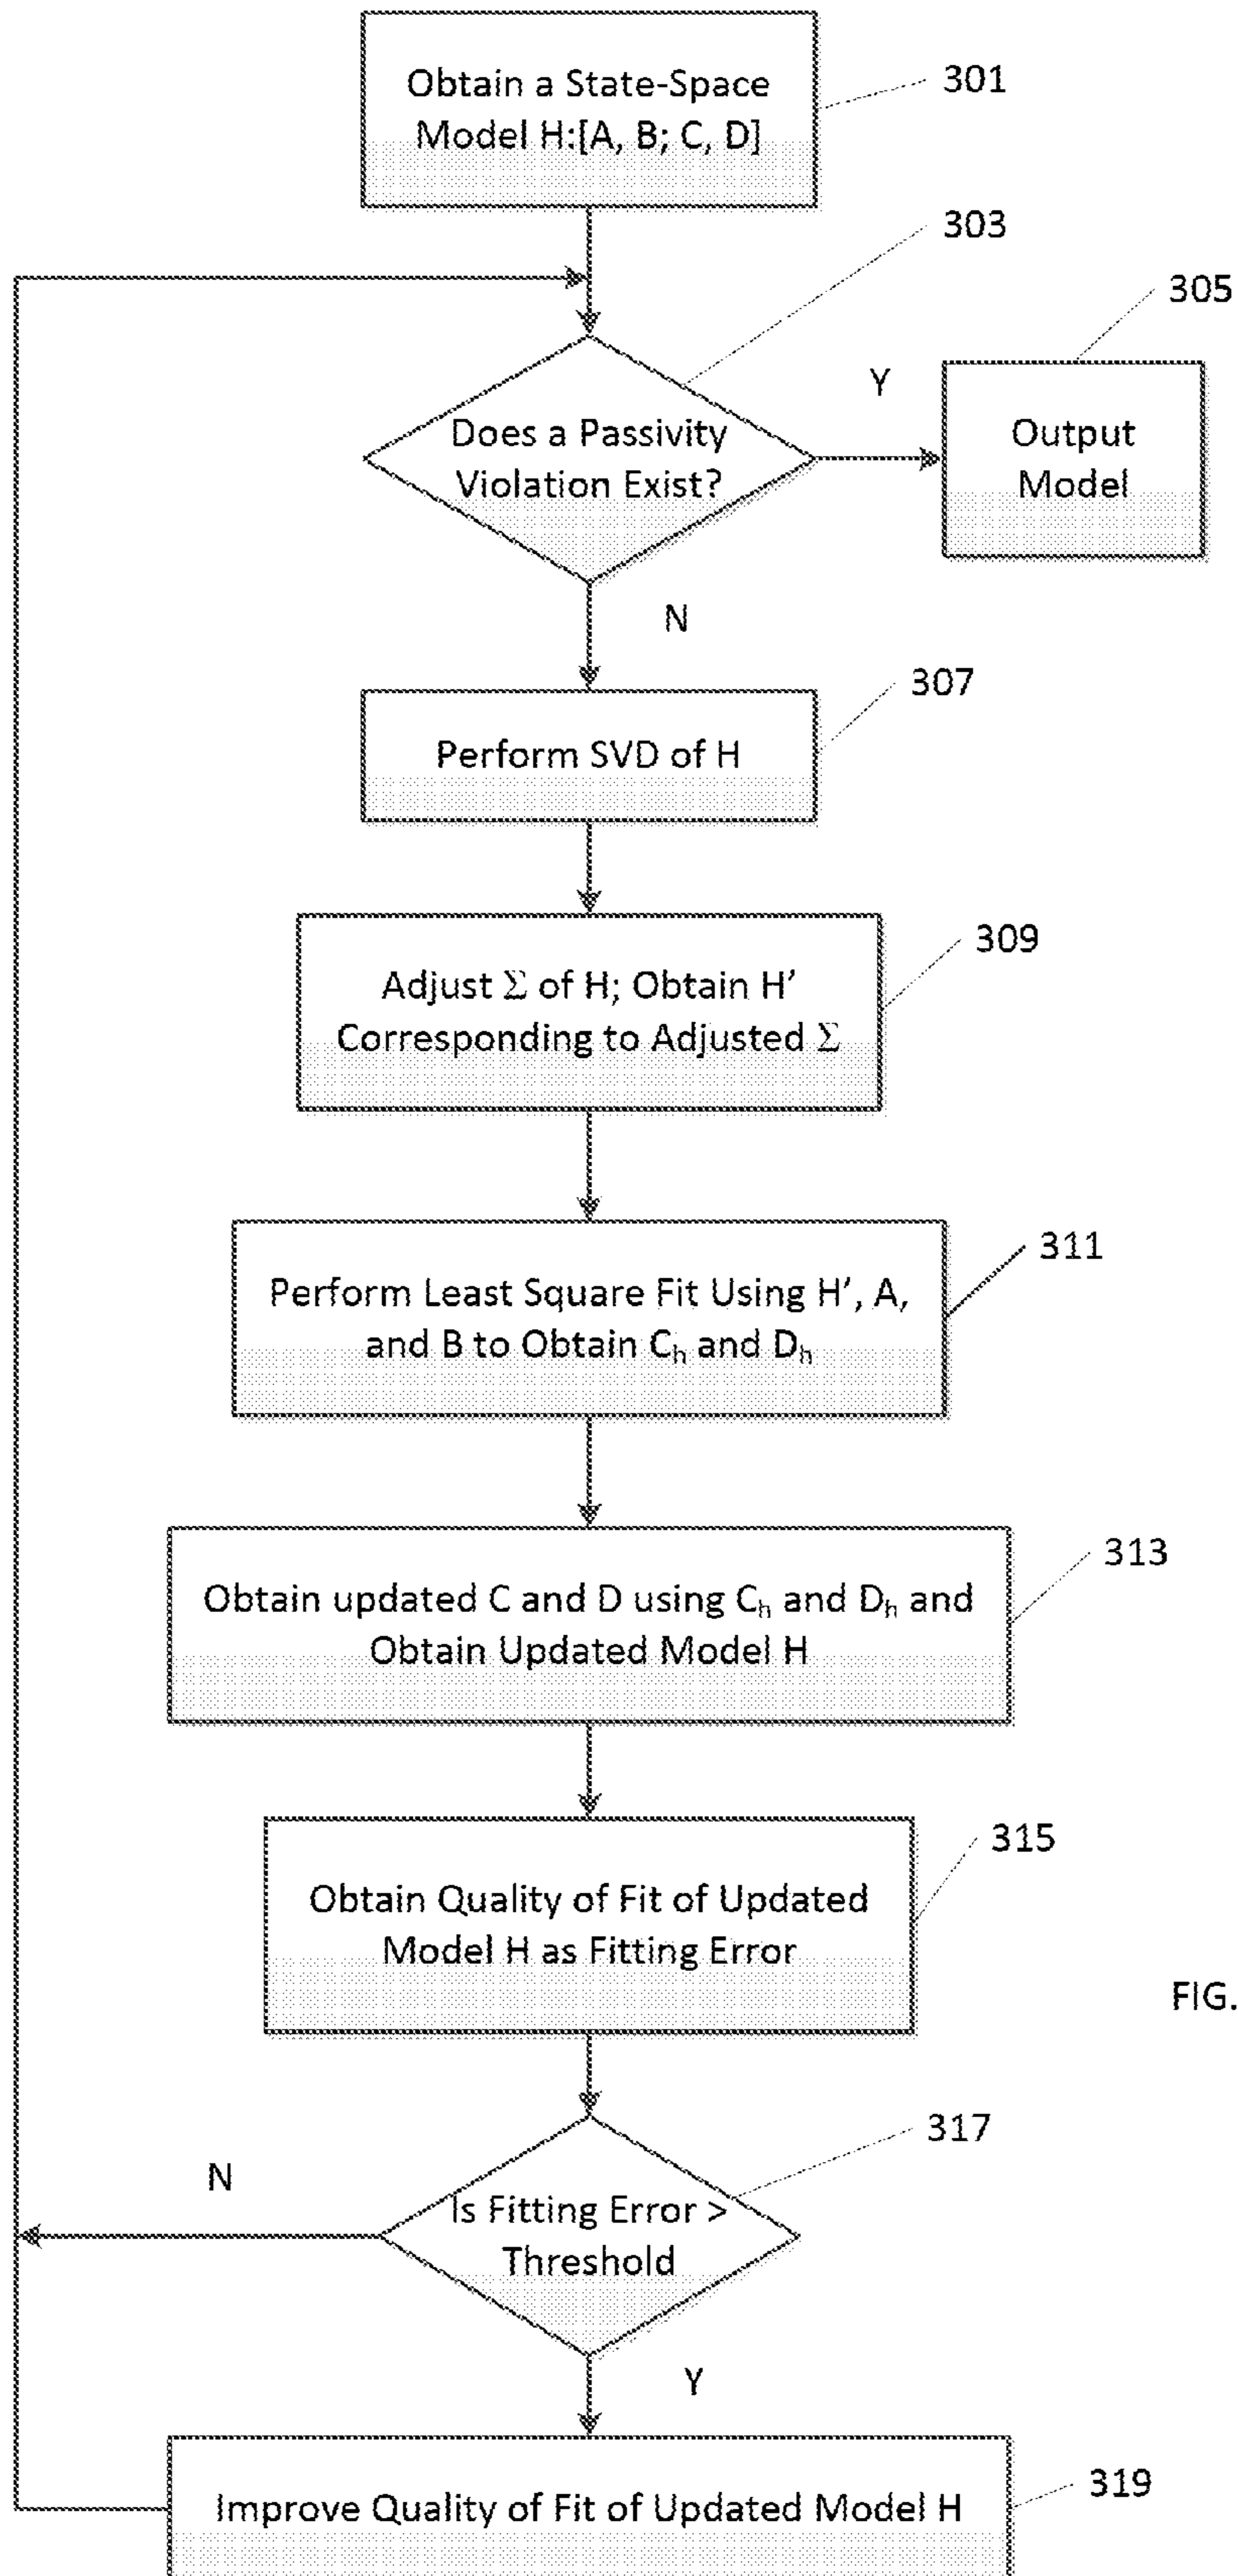 Obtain a State-Space
Model H:[A, B; C, D]
301
303
305
Does a Passivity
Violation Exist?
Y
Output
Model
N
307
Perform SVD of H
309
Adjust Σ of H; Obtain H’
Corresponding to Adjusted Σ
311
Perform Least Square Fit Using H’, A,
and B to Obtain Cₕ and Dₕ
313
Obtain updated C and D using Cₕ and Dₕ and
Obtain Updated Model H
315
Obtain Quality of Fit of Updated
Model H as Fitting Error
FIG.
317
N
Is Fitting Error >
Threshold
Y
319
Improve Quality of Fit of Updated Model H